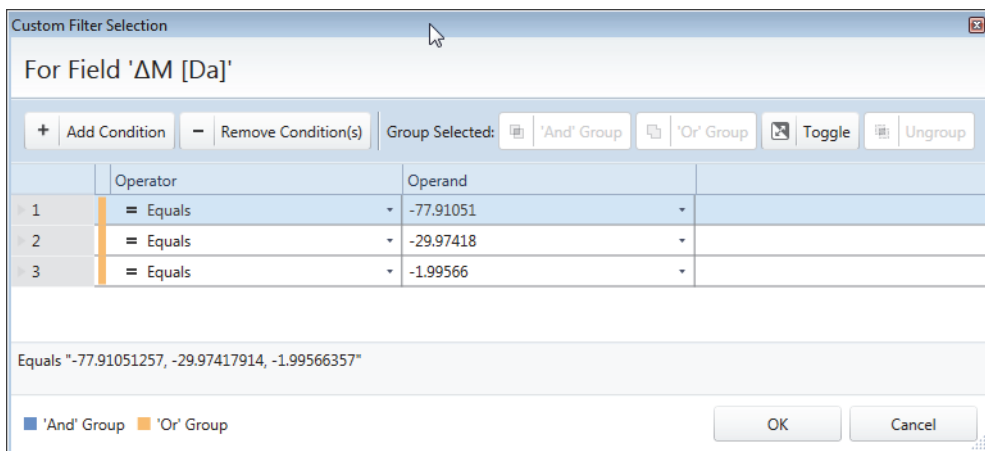 Custom Filter Selection
For Field 'ΔM [Da]'
+ Add Condition − Remove Condition(s) Group Selected: 'And' Group 'Or' Group Toggle Ungroup
Operator Operand
1 = Equals -77.91051
2 = Equals -29.97418
3 = Equals -1.99566
Equals "-77.91051257, -29.97417914, -1.99566357"
'And' Group 'Or' Group OK Cancel